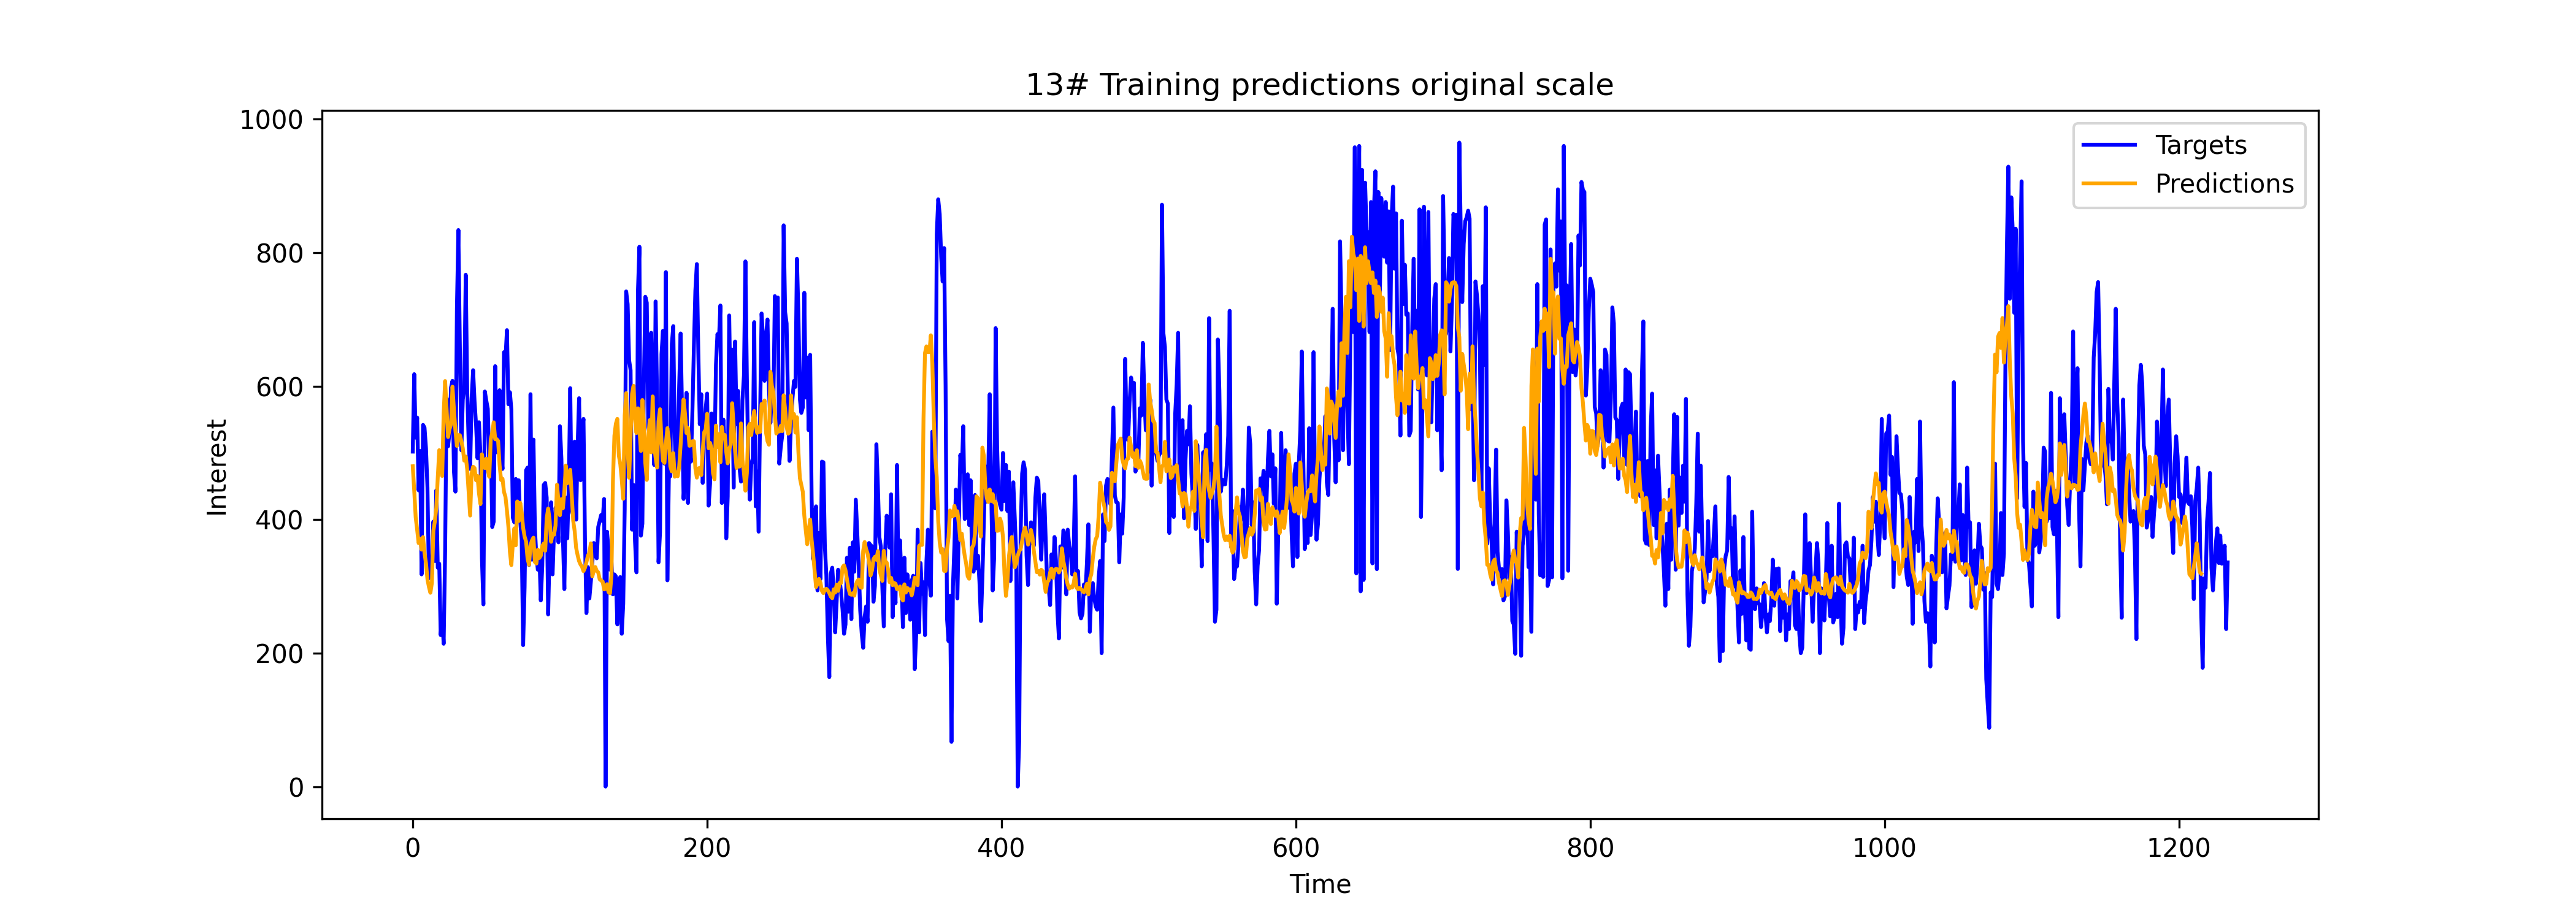 13# Training predictions original scale
1000
800
600
400
200
0
Interest
Targets
Predictions
0 200 400 600 800 1000 1200
Time